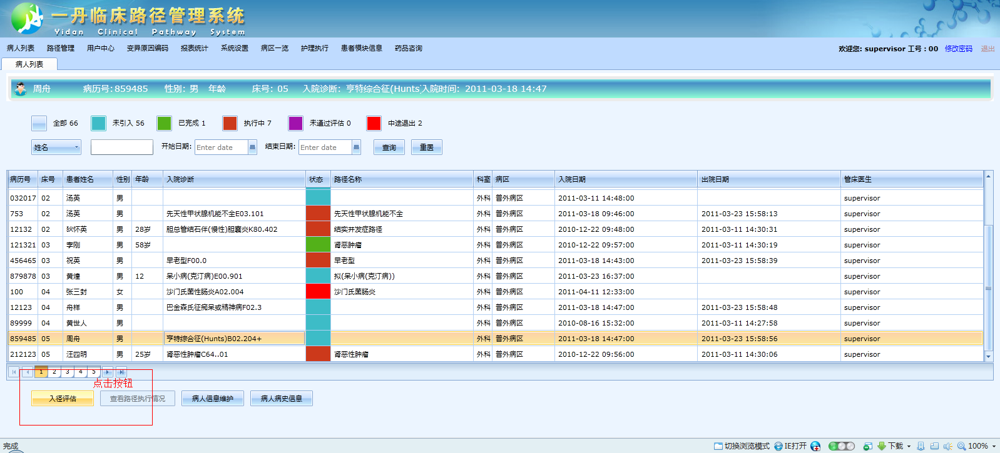 一丹临床路径管理系统
Yidan Clinical Pathway System
病人列表 路径管理 用户中心 变异原因编码 报表统计 系统设置 病区一览 护理执行 患者模块信息 药品咨询 欢迎您: supervisor 工号：00 修改密码 退出
病人列表
周舟 病历号：859485 性别：男 年龄 床号：05 入院诊断：亨特综合征(Hunts 入院时间：2011-03-18 14:47
全部 66 未引入 56 已完成 1 执行中 7 未通过评估 0 中途退出 2
姓名 开始日期: Enter date 结束日期: Enter date 查询 重置
病历号 床号 患者姓名 性别 年龄 入院诊断 状态 路径名称 科室 病区 入院日期 出院日期 管床医生
032017 02 汤英 男 外科 普外病区 2011-03-11 14:48:00 supervisor
753 02 汤英 男 先天性甲状腺机能不全E03.101 先天性甲状腺机能不全 外科 普外病区 2011-03-18 09:46:00 2011-03-23 15:58:13 supervisor
12132 02 狄怀英 男 28岁 胆总管结石伴(慢性)胆囊炎K80.402 结实并发症路径 外科 普外病区 2010-12-22 09:48:00 2011-03-11 14:30:31 supervisor
121321 03 李刚 男 58岁 肾恶肿瘤 外科 普外病区 2010-12-22 09:57:00 2011-03-11 14:30:19 supervisor
456465 03 祝英 男 早老型F00.0 早老型 外科 普外病区 2011-03-18 14:43:00 2011-03-23 15:58:39 supervisor
879878 03 黄煌 男 12 呆小病(克汀病)E00.901 拟(呆小病(克汀病)) 外科 普外病区 2011-03-23 16:37:00 supervisor
100 04 张三封 女 沙门氏菌性肠炎A02.004 沙门氏菌肠炎 外科 普外病区 2011-04-11 12:33:00 supervisor
12123 04 舟样 男 巴金森氏征痴呆或精神病F02.3 外科 普外病区 2011-03-18 14:47:00 2011-03-23 15:58:48 supervisor
89999 04 黄世人 男 外科 普外病区 2010-08-16 15:32:00 2011-03-11 14:27:58 supervisor
859485 05 周舟 男 亨特综合征(Hunts)B02.204+ 外科 普外病区 2011-03-18 14:47:00 2011-03-23 15:58:56 supervisor
212123 05 汪四明 男 25岁 肾恶性肿瘤C64..01 肾恶性肿瘤 外科 普外病区 2010-12-22 09:56:00 2011-03-11 14:30:06 supervisor
1 2 3 4 5
点击按钮
入径评估 查看路径执行情况 病人信息维护 病人病史信息
完成 切换浏览模式 IE打开 下载 100%